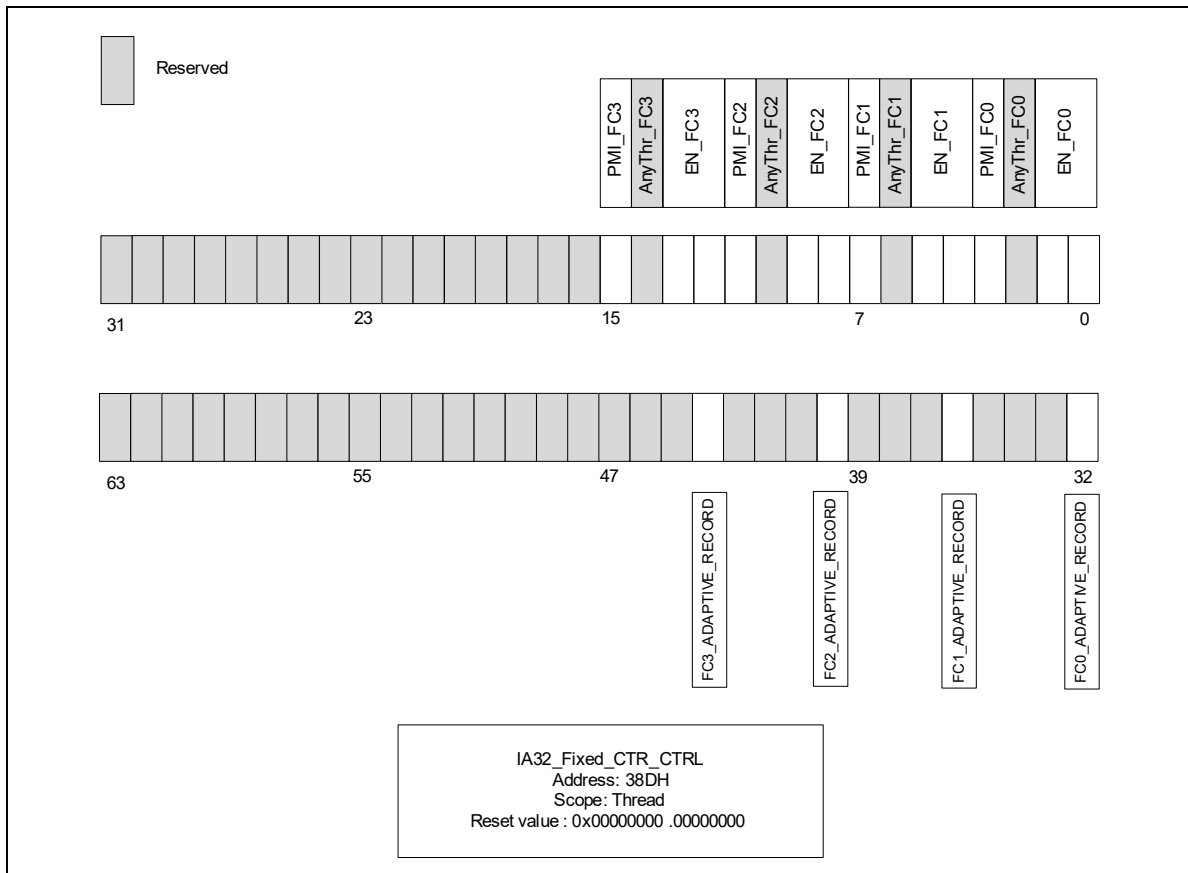 Reserved
PMI_FC3
AnyThr_FC3
EN_FC3
PMI_FC2
AnyThr_FC2
EN_FC2
PMI_FC1
AnyThr_FC1
EN_FC1
PMI_FC0
AnyThr_FC0
EN_FC0
31 23 15 7 0
63 55 47 39 32
FC3_ADAPTIVE_RECORD
FC2_ADAPTIVE_RECORD
FC1_ADAPTIVE_RECORD
FC0_ADAPTIVE_RECORD
IA32_Fixed_CTR_CTRL
Address: 38DH
Scope: Thread
Reset value : 0x00000000 .00000000